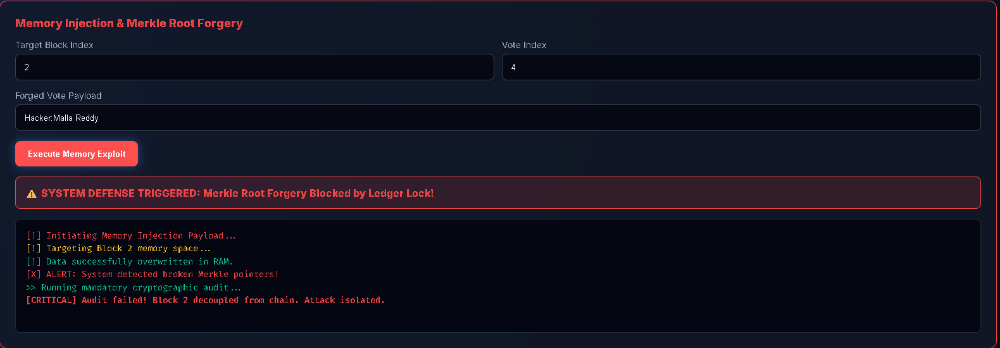 Memory Injection & Merkle Root Forgery
Target Block Index
Vote Index
2
4
Forged Vote Payload
Hacker:Malla Reddy
Execute Memory Exploit
⚠ SYSTEM DEFENSE TRIGGERED: Merkle Root Forgery Blocked by Ledger Lock!
[!] Initiating Memory Injection Payload...
[!] Targeting Block 2 memory space...
[!] Data successfully overwritten in RAM.
[X] ALERT: System detected broken Merkle pointers!
>> Running mandatory cryptographic audit...
[CRITICAL] Audit failed! Block 2 decoupled from chain. Attack isolated.